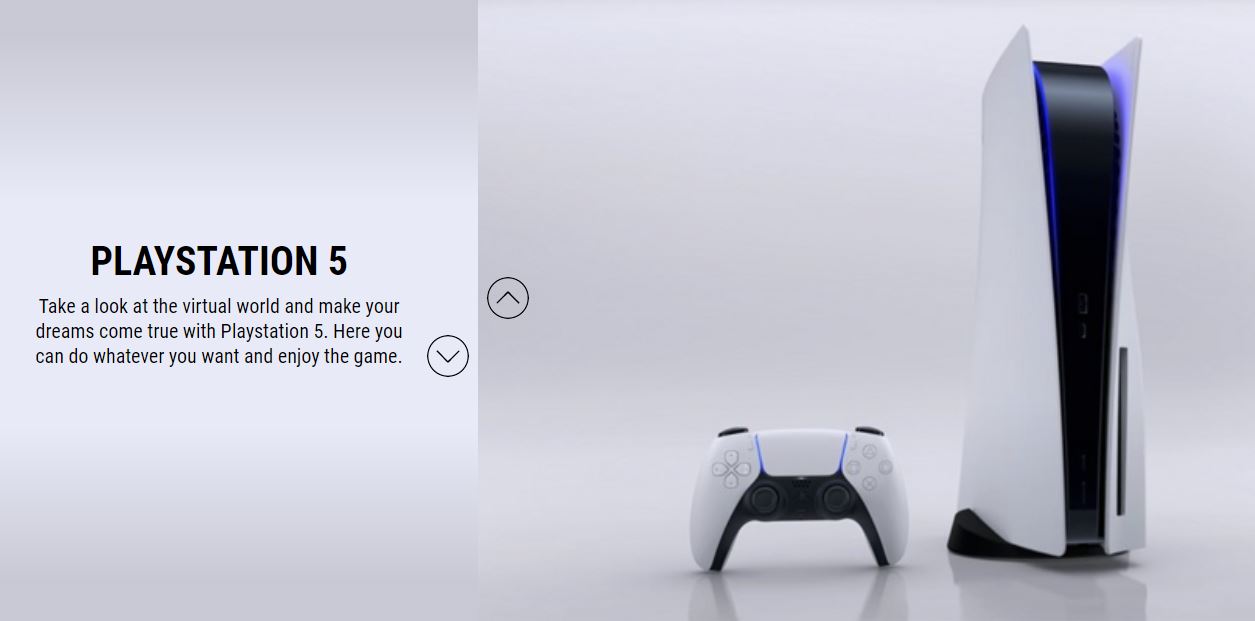 PLAYSTATION 5
Take a look at the virtual world and make your
dreams come true with Playstation 5. Here you
can do whatever you want and enjoy the game.